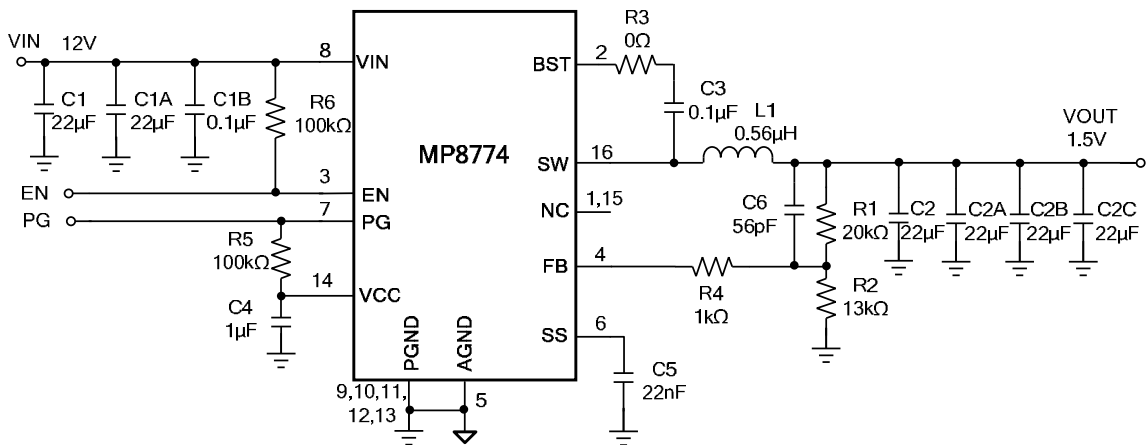 VIN
12V
8
VIN
C1
22µF
C1A
22µF
C1B
0.1µF
R6
100kΩ
EN
3
EN
PG
7
PG
R5
100kΩ
14
VCC
C4
1µF
MP8774
PGND
AGND
9,10,11,
12,13
5
BST
2
R3
0Ω
C3
0.1µF
L1
0.56µH
SW
16
VOUT
1.5V
NC
1,15
C6
56pF
R1
20kΩ
C2
22µF
C2A
22µF
C2B
22µF
C2C
22µF
FB
4
R4
1kΩ
R2
13kΩ
SS
6
C5
22nF